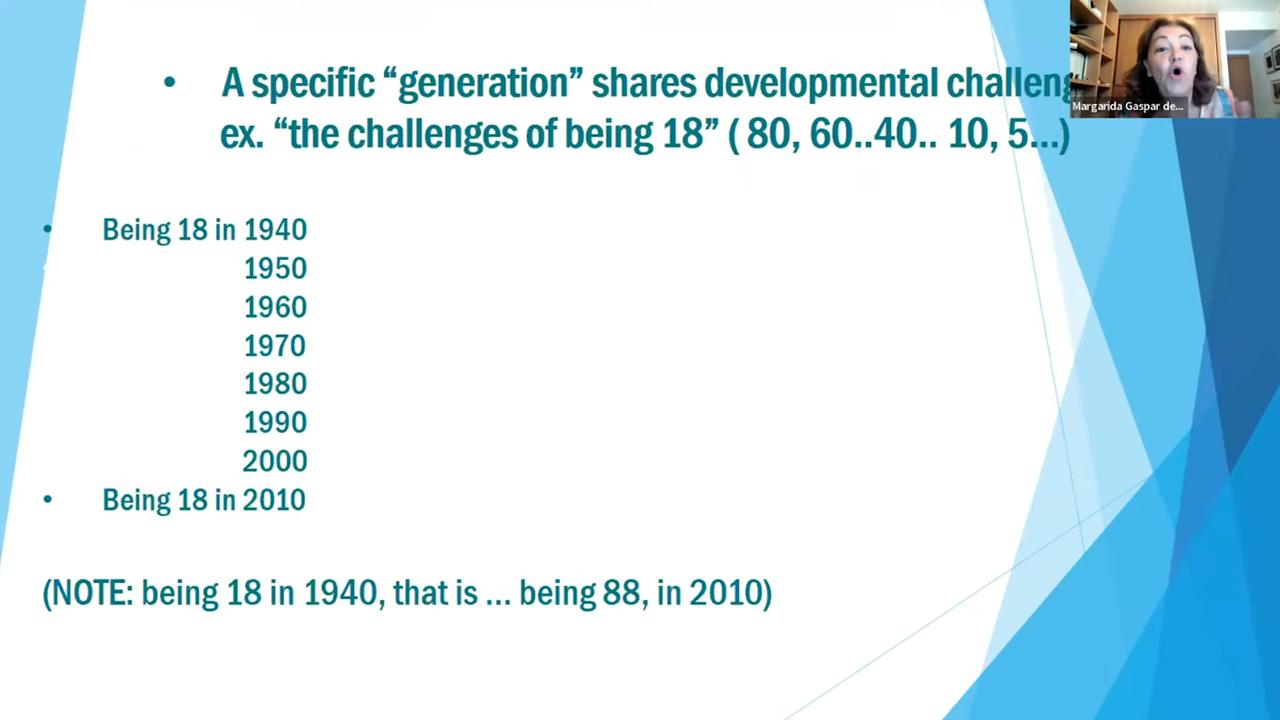 • A specific “generation” shares developmental challeng
ex. “the challenges of being 18” ( 80, 60..40.. 10, 5...)
Margarida Gaspar de...
• Being 18 in 1940
1950
1960
1970
1980
1990
2000
• Being 18 in 2010
(NOTE: being 18 in 1940, that is ... being 88, in 2010)